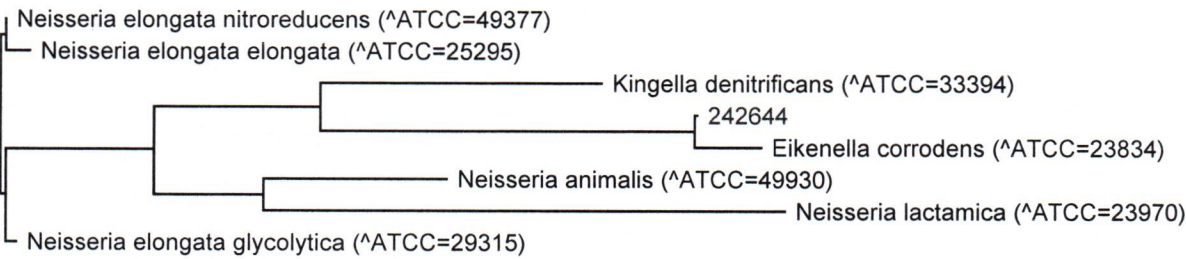 Neisseria elongata nitroreducens (^ATCC=49377)
Neisseria elongata elongata (^ATCC=25295)
Kingella denitrificans (^ATCC=33394)
242644
Eikenella corrodens (^ATCC=23834)
Neisseria animalis (^ATCC=49930)
Neisseria lactamica (^ATCC=23970)
Neisseria elongata glycolytica (^ATCC=29315)